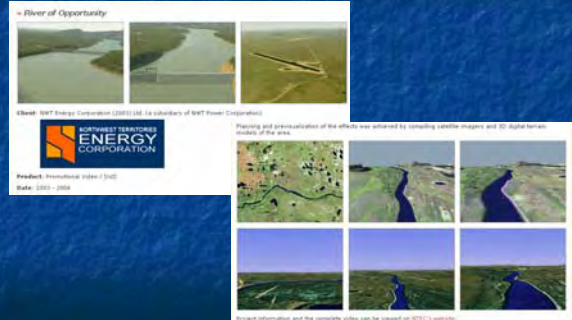 » River of Opportunity
Client: NWT Energy Corporation (2003) Ltd. (a subsidiary of NWT Power Corporation)
NORTHWEST TERRITORIES
ENERGY
CORPORATION
Product: Promotional Video / DVD
Date: 2003 - 2004
Planning and previsualization of the effects was achieved by compiling satellite imagery and 3D digital terrain
models of the area.
Project information and the complete video can be viewed on NTEC's website.